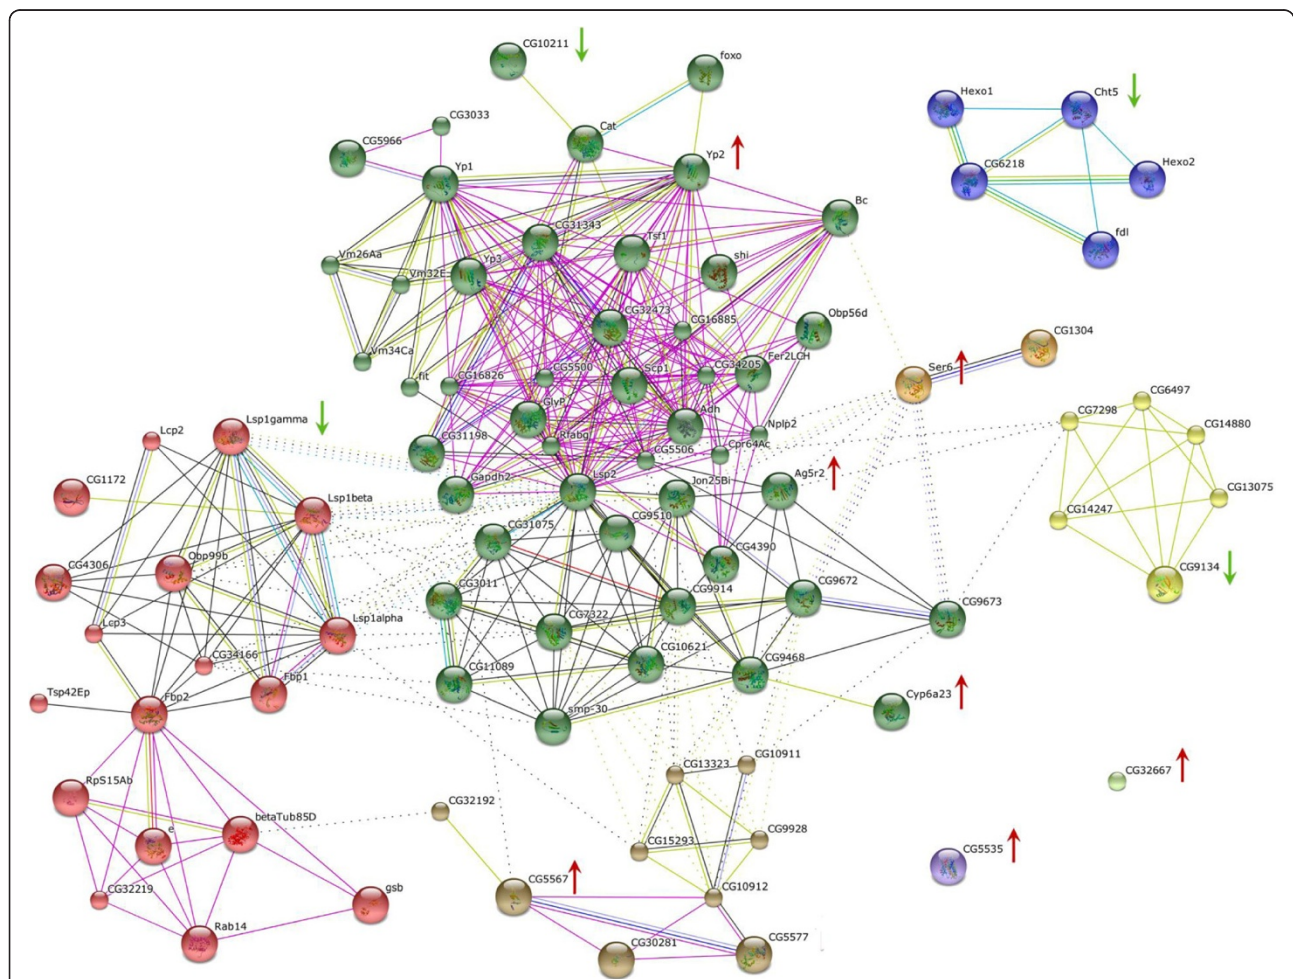 CG10211
foxo
Hexo1
Cht5
CG3033
Cat
CG5966
Yp2
CG6218
Hexo2
Yp1
Bc
CG31343
Tsf1
fdl
Vm26Aa
shi
Vm32E
Yp3
CG32473
CG16885
Obp56d
CG1304
Vm34Ca
Fer2LCH
Ser6
fit
CG16826
CG5500
Scp1
CG34205
CG6497
GlyP
CG7298
Lsp1gamma
Adh
Nplp2
CG14880
Lcp2
CG31198
Rfabg
Cpr64Ac
CG5506
CG1172
Gapdh2
Lsp2
Jon25Bi
Ag5r2
CG13075
Lsp1beta
CG14247
CG31075
CG9510
Obp99b
CG4390
CG9134
CG4306
CG3011
CG9914
CG9672
CG9673
Lcp3
Lsp1alpha
CG7322
CG34166
CG10621
CG9468
CG11089
Fbp1
Tsp42Ep
Fbp2
smp-30
Cyp6a23
CG10911
CG13323
RpS15Ab
CG32667
CG32192
betaTub85D
e
CG9928
CG15293
CG5535
CG5567
CG32219
gsb
CG10912
Rab14
CG30281
CG5577